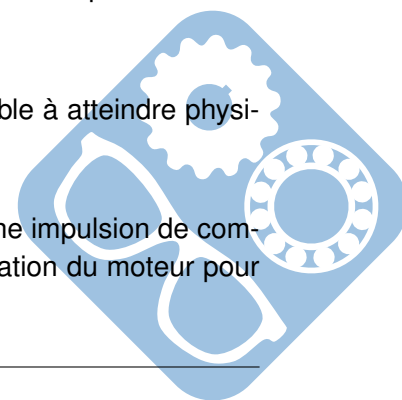 ble à atteindre physi-
ne impulsion de com-
ation du moteur pour